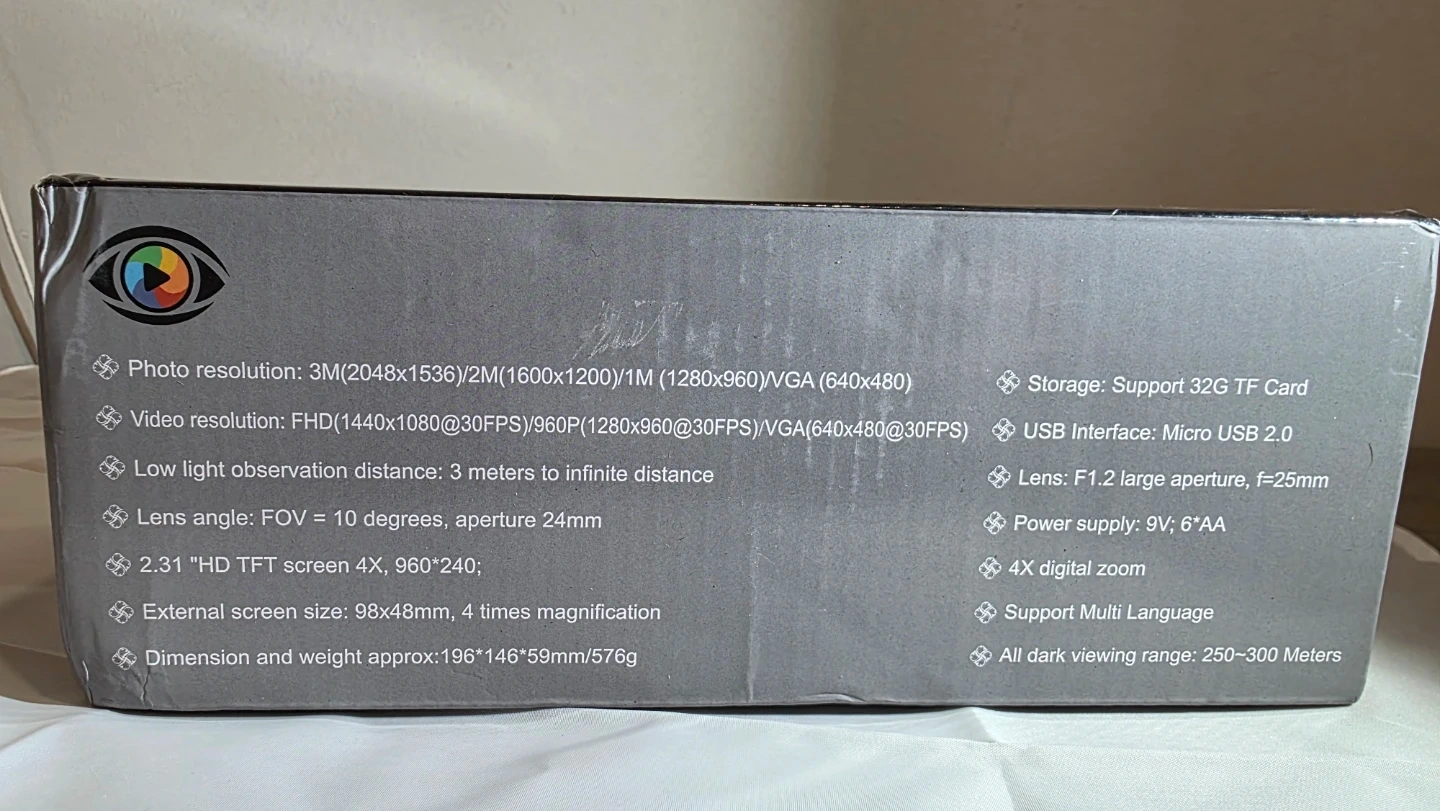 Photo resolution: 3M(2048x1536)/2M(1600x1200)/1M (1280x960)/VGA (640x480)
Video resolution: FHD(1440x1080@30FPS)/960P(1280x960@30FPS)/VGA(640x480@30FPS)
Low light observation distance: 3 meters to infinite distance
Lens angle: FOV = 10 degrees, aperture 24mm
2.31 "HD TFT screen 4X, 960*240;
External screen size: 98x48mm, 4 times magnification
Dimension and weight approx:196*146*59mm/576g
Storage: Support 32G TF Card
USB Interface: Micro USB 2.0
Lens: F1.2 large aperture, f=25mm
Power supply: 9V; 6*AA
4X digital zoom
Support Multi Language
All dark viewing range: 250~300 Meters